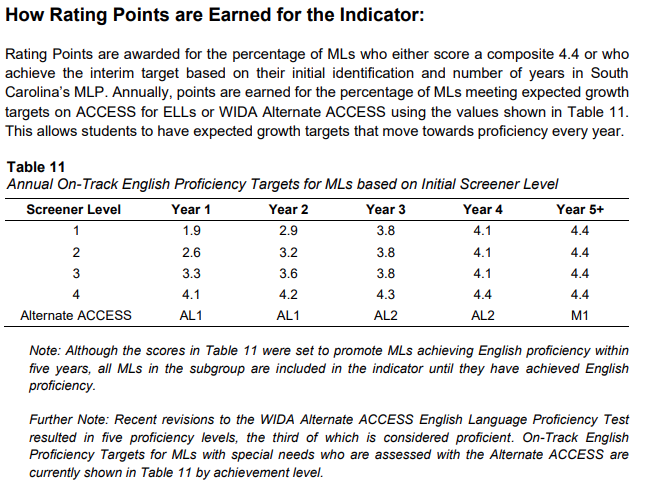 How Rating Points are Earned for the Indicator:
Rating Points are awarded for the percentage of MLs who either score a composite 4.4 or who
achieve the interim target based on their initial identification and number of years in South
Carolina's MLP. Annually, points are earned for the percentage of MLs meeting expected growth
targets on ACCESS for ELLs or WIDA Alternate ACCESS using the values shown in Table 11.
This allows students to have expected growth targets that move towards proficiency every year.
Table 11
Annual On-Track English Proficiency Targets for MLs based on Initial Screener Level
Screener Level Year 1 Year 2 Year 3 Year 4 Year 5+
1 1.9 2.9 3.8 4.1 4.4
2 2.6 3.2 3.8 4.1 4.4
3 3.3 3.6 3.8 4.1 4.4
4 4.1 4.2 4.3 4.4 4.4
Alternate ACCESS AL1 AL1 AL2 AL2 M1
Note: Although the scores in Table 11 were set to promote MLs achieving English proficiency within
five years, all MLs in the subgroup are included in the indicator until they have achieved English
proficiency.
Further Note: Recent revisions to the WIDA Alternate ACCESS English Language Proficiency Test
resulted in five proficiency levels, the third of which is considered proficient. On-Track English
Proficiency Targets for MLs with special needs who are assessed with the Alternate ACCESS are
currently shown in Table 11 by achievement level.